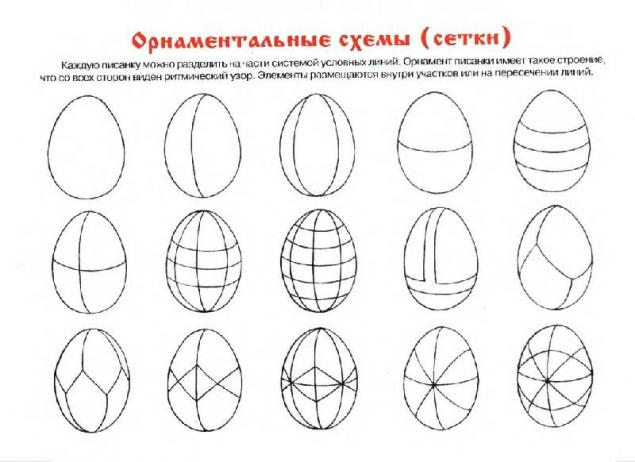 Орнаментальные схемы (сетки)
Каждую писанку можно разделить на части системой условных линий. Орнамент писанки имеет такое строение,
что со всех сторон виден ритмический узор. Элементы размещаются внутри участков или на пересечении линий.